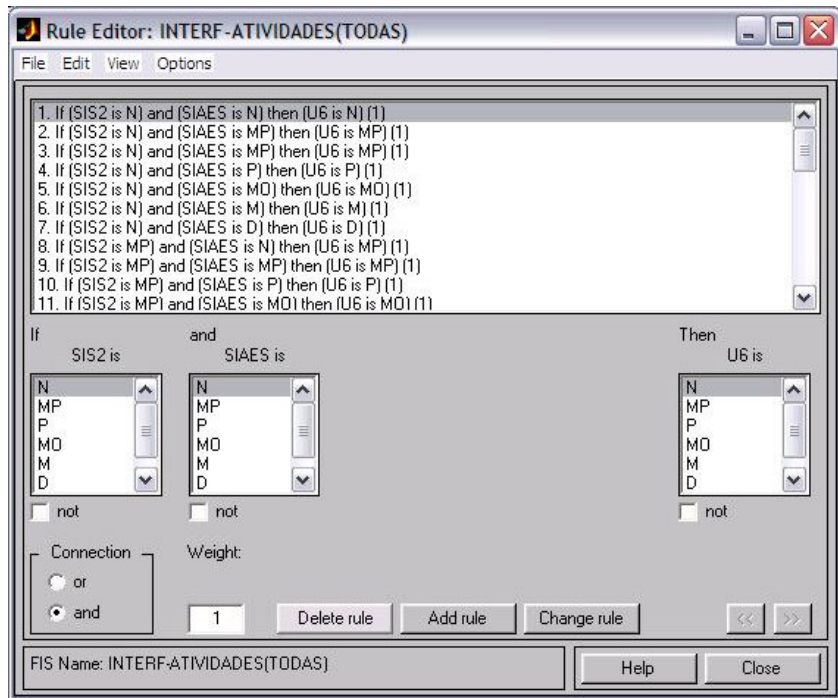 Rule Editor: INTERF-ATIVIDADES(TODAS)
File Edit View Options
1. If (SIS2 is N) and (SIAES is N) then (U6 is N) (1)
2. If (SIS2 is N) and (SIAES is MP) then (U6 is MP) (1)
3. If (SIS2 is N) and (SIAES is MP) then (U6 is MP) (1)
4. If (SIS2 is N) and (SIAES is P) then (U6 is P) (1)
5. If (SIS2 is N) and (SIAES is MO) then (U6 is MO) (1)
6. If (SIS2 is N) and (SIAES is M) then (U6 is M) (1)
7. If (SIS2 is N) and (SIAES is D) then (U6 is D) (1)
8. If (SIS2 is MP) and (SIAES is N) then (U6 is MP) (1)
9. If (SIS2 is MP) and (SIAES is MP) then (U6 is MP) (1)
10. If (SIS2 is MP) and (SIAES is P) then (U6 is P) (1)
11. If (SIS2 is MP) and (SIAES is MO) then (U6 is MO) (1)
If and Then
SIS2 is SIAES is U6 is
N N N
MP MP MP
P P P
MO MO MO
M M M
D D D
not not not
Connection Weight:
or
and 1 Delete rule Add rule Change rule << >>
FIS Name: INTERF-ATIVIDADES(TODAS) Help Close